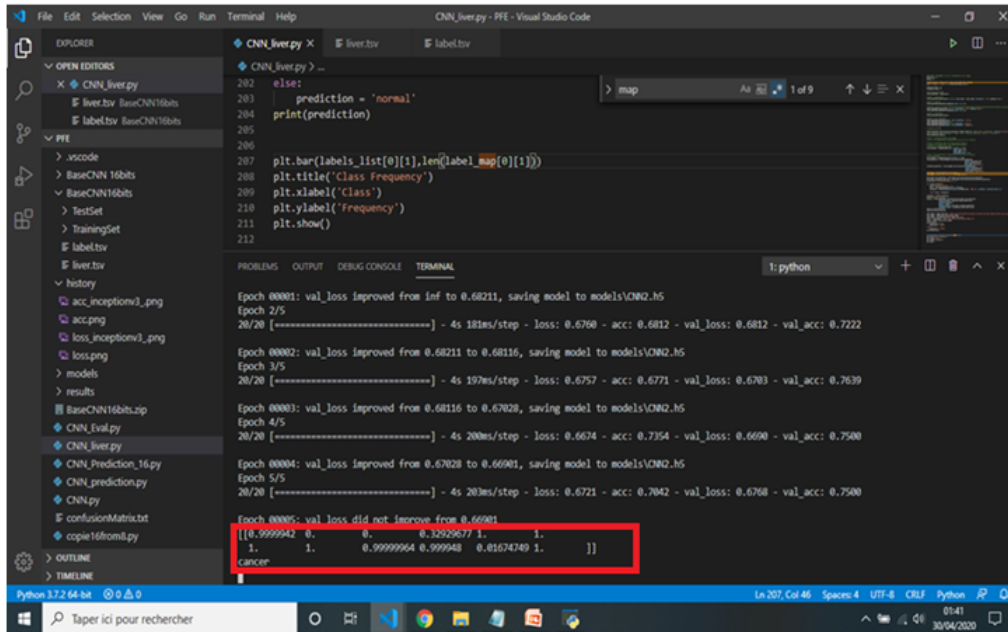 File Edit Selection View Go Run Terminal Help
CNN_liver.py - PFE - Visual Studio Code
EXPLORER
OPEN EDITORS
CNN_liver.py
liver.tsv BaseCNN16bits
label.tsv BaseCNN16bits
PFE
.vscode
BaseCNN 16bits
BaseCNN16bits
TestSet
TrainingSet
label.tsv
liver.tsv
history
acc_inceptionv3_.png
acc.png
loss_inceptionv3_.png
loss.png
models
results
BaseCNN16bits.zip
CNN_Eval.py
CNN_liver.py
CNN_Prediction_16.py
CNN_prediction.py
CNN.py
confusionMatrix.txt
copie16from8.py
OUTLINE
TIMELINE
CNN_liver.py liver.tsv label.tsv
CNN_liver.py > ...
map Aa 1 of 9
202 else:
203 prediction = 'normal'
204 print(prediction)
205
206
207 plt.bar(labels_list[0][1],len(label_map[0][1]))
208 plt.title('Class Frequency')
209 plt.xlabel('Class')
210 plt.ylabel('Frequency')
211 plt.show()
212
PROBLEMS OUTPUT DEBUG CONSOLE TERMINAL 1: python
Epoch 00001: val_loss improved from inf to 0.68211, saving model to models\CNN2.h5
Epoch 2/5
20/20 [==============================] - 4s 181ms/step - loss: 0.6760 - acc: 0.6812 - val_loss: 0.6812 - val_acc: 0.7222
Epoch 00002: val_loss improved from 0.68211 to 0.68116, saving model to models\CNN2.h5
Epoch 3/5
20/20 [==============================] - 4s 197ms/step - loss: 0.6757 - acc: 0.6771 - val_loss: 0.6703 - val_acc: 0.7639
Epoch 00003: val_loss improved from 0.68116 to 0.67028, saving model to models\CNN2.h5
Epoch 4/5
20/20 [==============================] - 4s 200ms/step - loss: 0.6674 - acc: 0.7354 - val_loss: 0.6690 - val_acc: 0.7500
Epoch 00004: val_loss improved from 0.67028 to 0.66901, saving model to models\CNN2.h5
Epoch 5/5
20/20 [==============================] - 4s 203ms/step - loss: 0.6721 - acc: 0.7042 - val_loss: 0.6768 - val_acc: 0.7500
Epoch 00005: val_loss did not improve from 0.66901
[[0.9999942 0. 0. 0.32929677 1. 1.
1. 1. 0.99999964 0.999948 0.01674749 1. ]]
cancer
Python 3.7.2 64-bit 0 0 Ln 207, Col 46 Spaces: 4 UTF-8 CRLF Python
Taper ici pour rechercher
01:41
30/04/2020